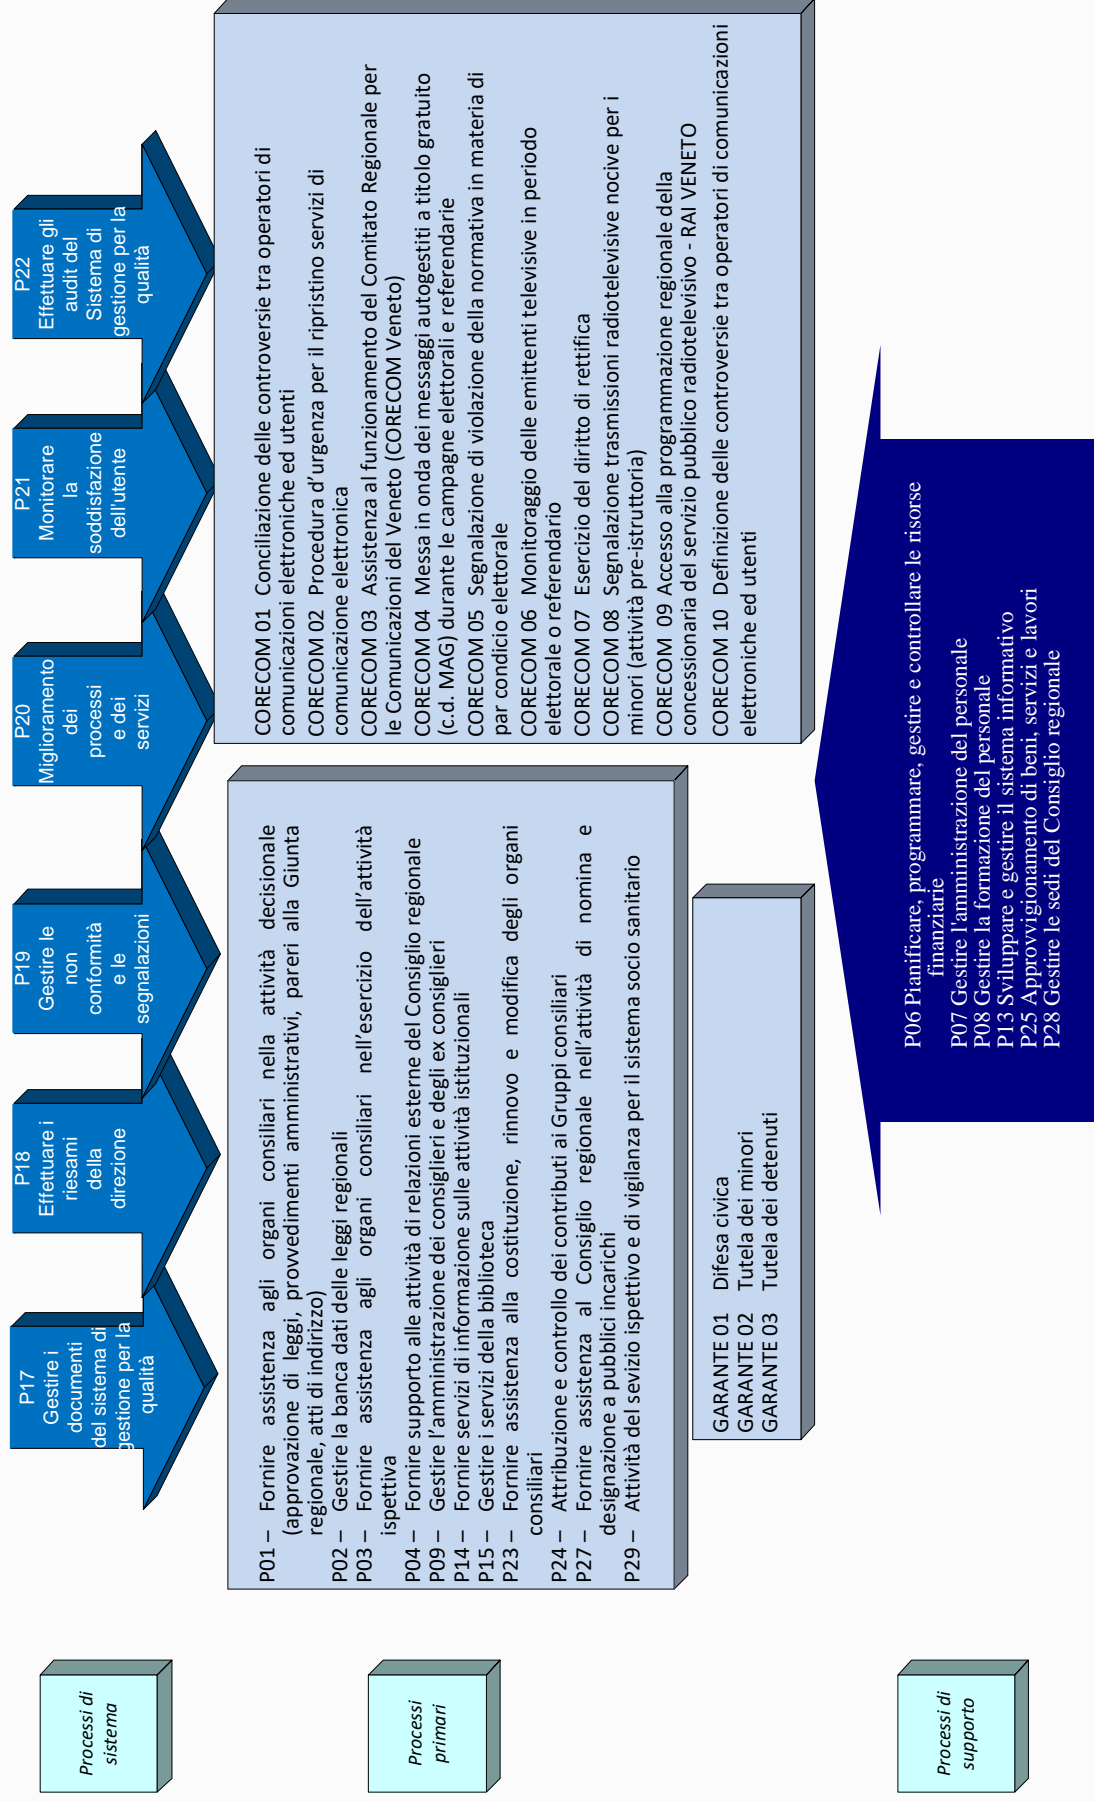 Processi di
sistema
P17
Gestire i
documenti
del sistema di
gestione per la
qualità
P18
Effettuare i
riesami
della
direzione
P19
Gestire le
non
conformità
e le
segnalazioni
P20
Miglioramento
dei
processi
e dei
servizi
P21
Monitorare
la
soddisfazione
dell'utente
P22
Effettuare gli
audit del
Sistema di
gestione per la
qualità
Processi
primari
P01 – Fornire assistenza agli organi consiliari nella attività decisionale
(approvazione di leggi, provvedimenti amministrativi, pareri alla Giunta
regionale, atti di indirizzo)
P02 – Gestire la banca dati delle leggi regionali
P03 – Fornire assistenza agli organi consiliari nell'esercizio dell'attività
ispettiva
P04 – Fornire supporto alle attività di relazioni esterne del Consiglio regionale
P09 – Gestire l'amministrazione dei consiglieri e degli ex consiglieri
P14 – Fornire servizi di informazione sulle attività istituzionali
P15 – Gestire i servizi della biblioteca
P23 – Fornire assistenza alla costituzione, rinnovo e modifica degli organi
consiliari
P24 – Attribuzione e controllo dei contributi ai Gruppi consiliari
P27 – Fornire assistenza al Consiglio regionale nell'attività di nomina e
designazione a pubblici incarichi
P29 – Attività del sevizio ispettivo e di vigilanza per il sistema socio sanitario
GARANTE 01 Difesa civica
GARANTE 02 Tutela dei minori
GARANTE 03 Tutela dei detenuti
CORECOM 01 Conciliazione delle controversie tra operatori di
comunicazioni elettroniche ed utenti
CORECOM 02 Procedura d'urgenza per il ripristino servizi di
comunicazione elettronica
CORECOM 03 Assistenza al funzionamento del Comitato Regionale per
le Comunicazioni del Veneto (CORECOM Veneto)
CORECOM 04 Messa in onda dei messaggi autogestiti a titolo gratuito
(c.d. MAG) durante le campagne elettorali e referendarie
CORECOM 05 Segnalazione di violazione della normativa in materia di
par condicio elettorale
CORECOM 06 Monitoraggio delle emittenti televisive in periodo
elettorale o referendario
CORECOM 07 Esercizio del diritto di rettifica
CORECOM 08 Segnalazione trasmissioni radiotelevisive nocive per i
minori (attività pre-istruttoria)
CORECOM 09 Accesso alla programmazione regionale della
concessionaria del servizio pubblico radiotelevisivo - RAI VENETO
CORECOM 10 Definizione delle controversie tra operatori di comunicazioni
elettroniche ed utenti
Processi di
supporto
P06 Pianificare, programmare, gestire e controllare le risorse
finanziarie
P07 Gestire l'amministrazione del personale
P08 Gestire la formazione del personale
P13 Sviluppare e gestire il sistema informativo
P25 Approvvigionamento di beni, servizi e lavori
P28 Gestire le sedi del Consiglio regionale